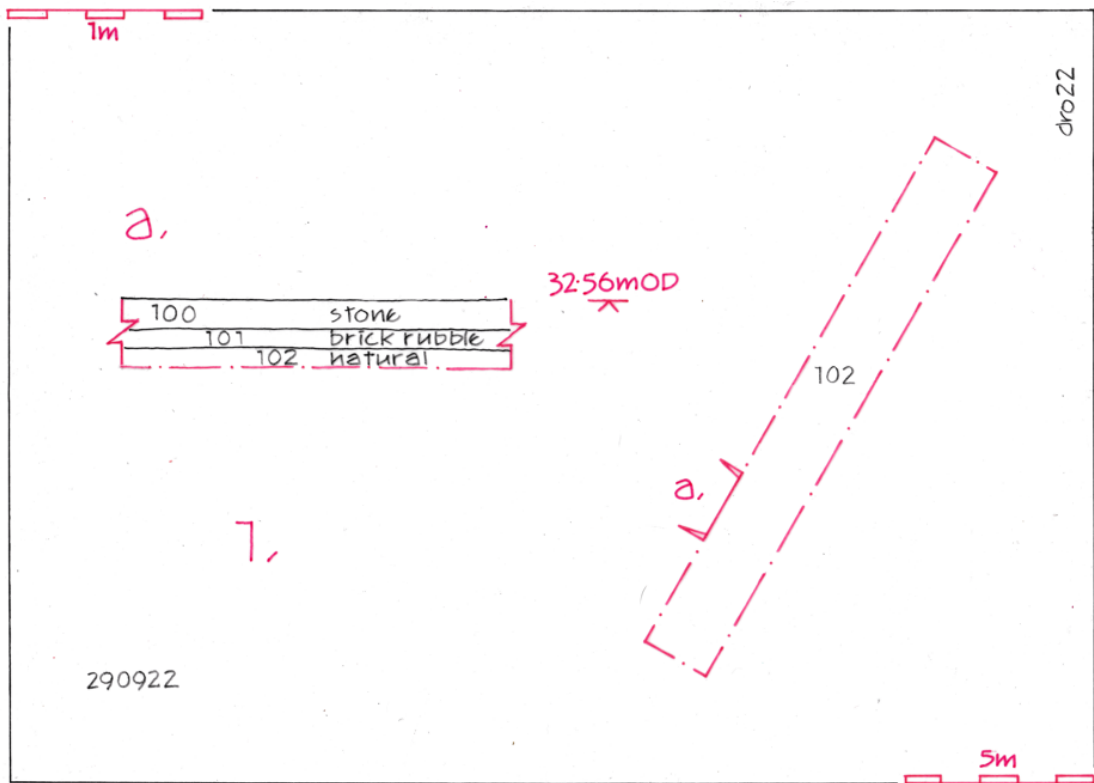 1m
dro22
a,
32.56mOD
100 stone
101 brick rubble
102 natural
102
a,
1,
290922
5m